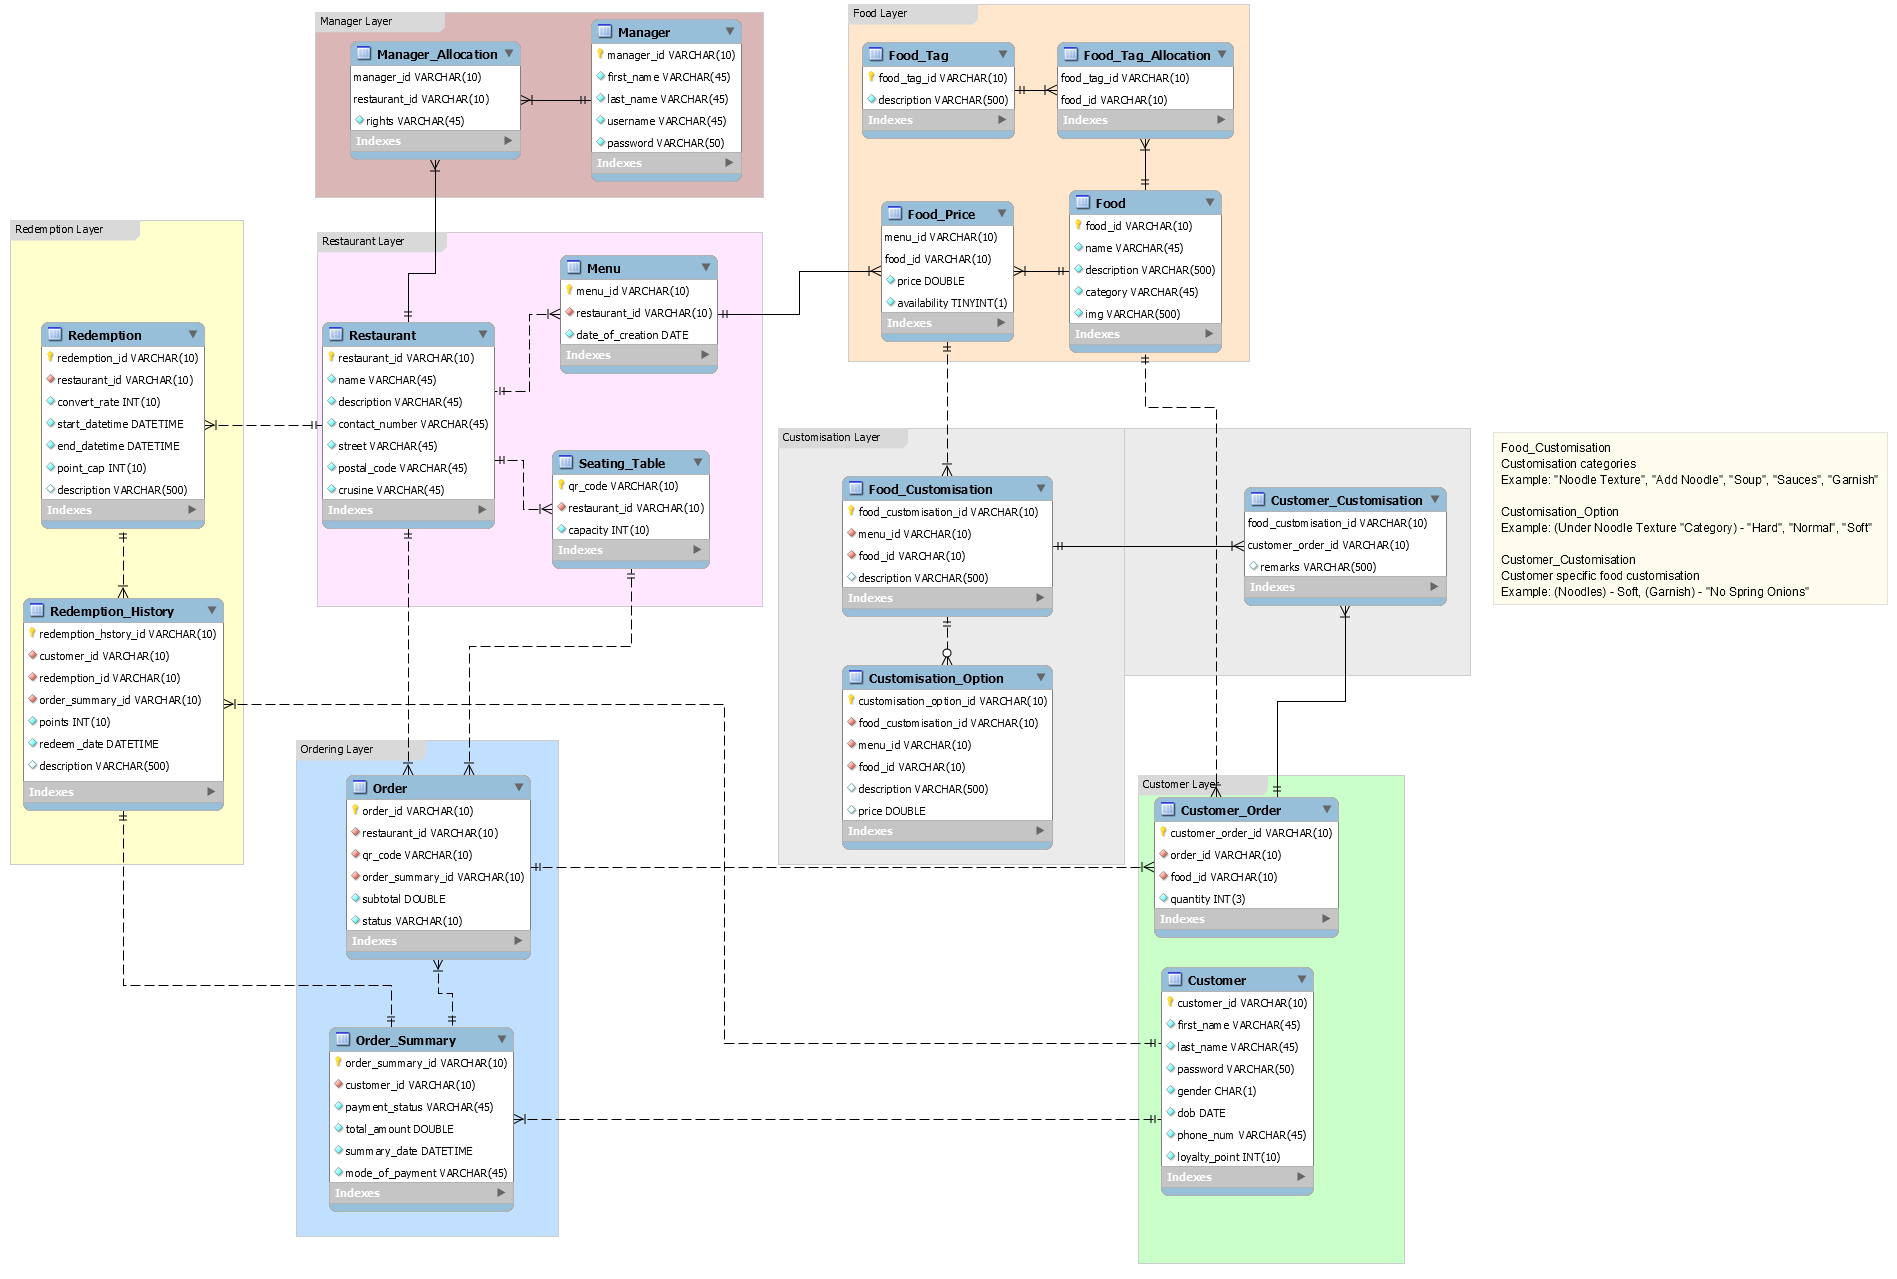 Manager Layer
Manager_Allocation
manager_id VARCHAR(10)
restaurant_id VARCHAR(10)
rights VARCHAR(45)
Indexes
Manager
manager_id VARCHAR(10)
first_name VARCHAR(45)
last_name VARCHAR(45)
username VARCHAR(45)
password VARCHAR(50)
Indexes
Food Layer
Food_Tag
food_tag_id VARCHAR(10)
description VARCHAR(500)
Indexes
Food_Tag_Allocation
food_tag_id VARCHAR(10)
food_id VARCHAR(10)
Indexes
Food_Price
menu_id VARCHAR(10)
food_id VARCHAR(10)
price DOUBLE
availability TINYINT(1)
Indexes
Food
food_id VARCHAR(10)
name VARCHAR(45)
description VARCHAR(500)
category VARCHAR(45)
img VARCHAR(500)
Indexes
Redemption Layer
Redemption
redemption_id VARCHAR(10)
restaurant_id VARCHAR(10)
convert_rate INT(10)
start_datetime DATETIME
end_datetime DATETIME
point_cap INT(10)
description VARCHAR(500)
Indexes
Redemption_History
redemption_hstory_id VARCHAR(10)
customer_id VARCHAR(10)
redemption_id VARCHAR(10)
order_summary_id VARCHAR(10)
points INT(10)
redeem_date DATETIME
description VARCHAR(500)
Indexes
Restaurant Layer
Restaurant
restaurant_id VARCHAR(10)
name VARCHAR(45)
description VARCHAR(45)
contact_number VARCHAR(45)
street VARCHAR(45)
postal_code VARCHAR(45)
crusine VARCHAR(45)
Indexes
Menu
menu_id VARCHAR(10)
restaurant_id VARCHAR(10)
date_of_creation DATE
Indexes
Seating_Table
qr_code VARCHAR(10)
restaurant_id VARCHAR(10)
capacity INT(10)
Indexes
Customisation Layer
Food_Customisation
food_customisation_id VARCHAR(10)
menu_id VARCHAR(10)
food_id VARCHAR(10)
description VARCHAR(500)
Indexes
Customisation_Option
customisation_option_id VARCHAR(10)
food_customisation_id VARCHAR(10)
menu_id VARCHAR(10)
food_id VARCHAR(10)
description VARCHAR(500)
price DOUBLE
Indexes
Customer_Customisation
food_customisation_id VARCHAR(10)
customer_order_id VARCHAR(10)
remarks VARCHAR(500)
Indexes
Food_Customisation
Customisation categories
Example: "Noodle Texture", "Add Noodle", "Soup", "Sauces", "Garnish"
Customisation_Option
Example: (Under Noodle Texture "Category) - "Hard", "Normal", "Soft"
Customer_Customisation
Customer specific food customisation
Example: (Noodles) - Soft, (Garnish) - "No Spring Onions"
Ordering Layer
Order
order_id VARCHAR(10)
restaurant_id VARCHAR(10)
qr_code VARCHAR(10)
order_summary_id VARCHAR(10)
subtotal DOUBLE
status VARCHAR(10)
Indexes
Order_Summary
order_summary_id VARCHAR(10)
customer_id VARCHAR(10)
payment_status VARCHAR(45)
total_amount DOUBLE
summary_date DATETIME
mode_of_payment VARCHAR(45)
Indexes
Customer Layer
Customer_Order
customer_order_id VARCHAR(10)
order_id VARCHAR(10)
food_id VARCHAR(10)
quantity INT(3)
Indexes
Customer
customer_id VARCHAR(10)
first_name VARCHAR(45)
last_name VARCHAR(45)
password VARCHAR(50)
gender CHAR(1)
dob DATE
phone_num VARCHAR(45)
loyalty_point INT(10)
Indexes